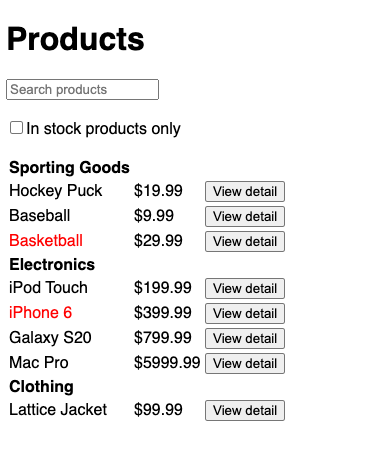 Products
Search products
In stock products only
Sporting Goods
Hockey Puck $19.99 View detail
Baseball $9.99 View detail
Basketball $29.99 View detail
Electronics
iPod Touch $199.99 View detail
iPhone 6 $399.99 View detail
Galaxy S20 $799.99 View detail
Mac Pro $5999.99 View detail
Clothing
Lattice Jacket $99.99 View detail